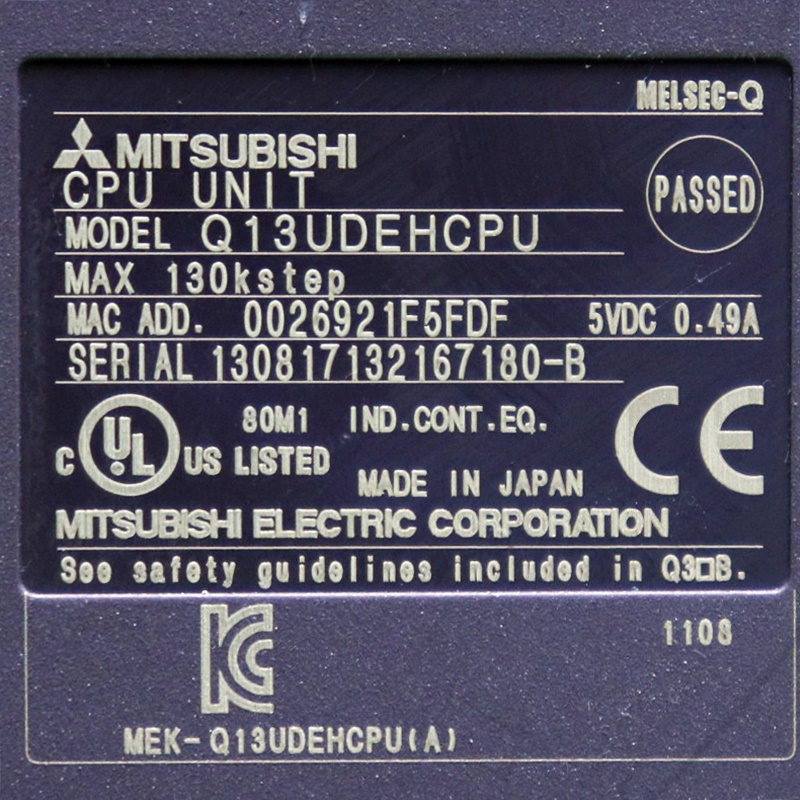 MELSEC-Q
MITSUBISHI
CPU UNIT
PASSED
MODEL Q13UDEHCPU
MAX 130kstep
MAC ADD. 0026921F5FDF 5VDC 0.49A
SERIAL 130817132167180-B
80M1 IND.CONT.EQ.
C UL US LISTED
CE
MADE IN JAPAN
MITSUBISHI ELECTRIC CORPORATION
See safety guidelines included in Q3□B.
KC
1108
MEK-Q13UDEHCPU(A)